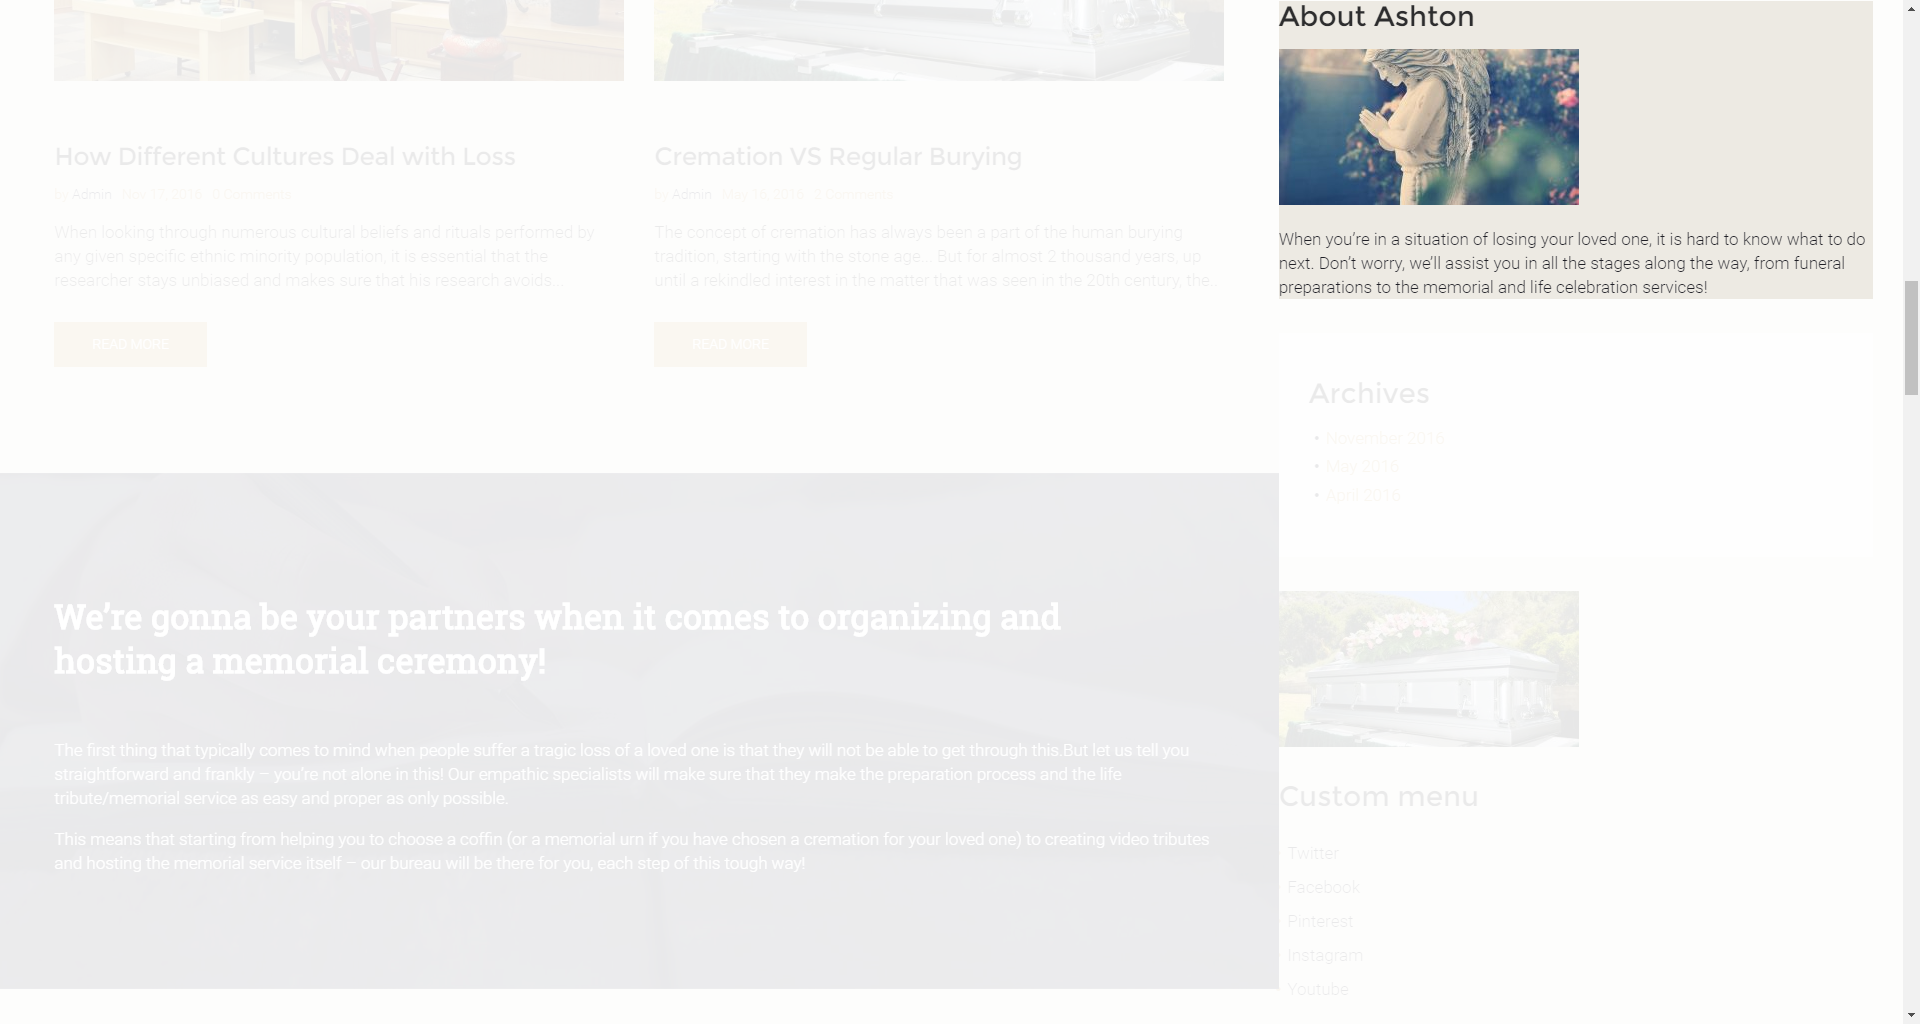 About Ashton
How Different Cultures Deal with Loss
by Admin Nov 17, 2016 0 Comments
When looking through numerous cultural beliefs and rituals performed by
any given specific ethnic minority population, it is essential that the
researcher stays unbiased and makes sure that his research avoids...
READ MORE
Cremation VS Regular Burying
by Admin May 16, 2016 Comments
The concept of cremation has always been a part of the human burying
tradition, starting with the stone age... But for almost 2 thousand years, up
until a rekindled interest in the matter that was seen in the 20th century, the...
READ MORE
We’re gonna be your partners when it comes to organizing and
hosting a memorial ceremony!
The first thing that typically comes to mind when people suffer a tragic loss of a loved one is that they will not be able to get through this.But let us tell you
straightforward and frankly – you’re not alone in this! Our empathic specialists will make sure that they make the preparation process and the life
tribute/memorial service as easy and proper as only possible.
This means that starting from helping you to choose a coffin (or a memorial urn if you have chosen a cremation for your loved one) to creating video tributes
and hosting the memorial service itself – our bureau will be there for you, each step of this tough way!
When you’re in a situation of losing your loved one, it is hard to know what to do
next. Don’t worry, we’ll assist you in all the stages along the way, from funeral
preparations to the memorial and life celebration services!
Archives
• November 2016
• May 2016
• April 2016
Custom menu
Twitter
Facebook
Pinterest
Instagram
Youtube